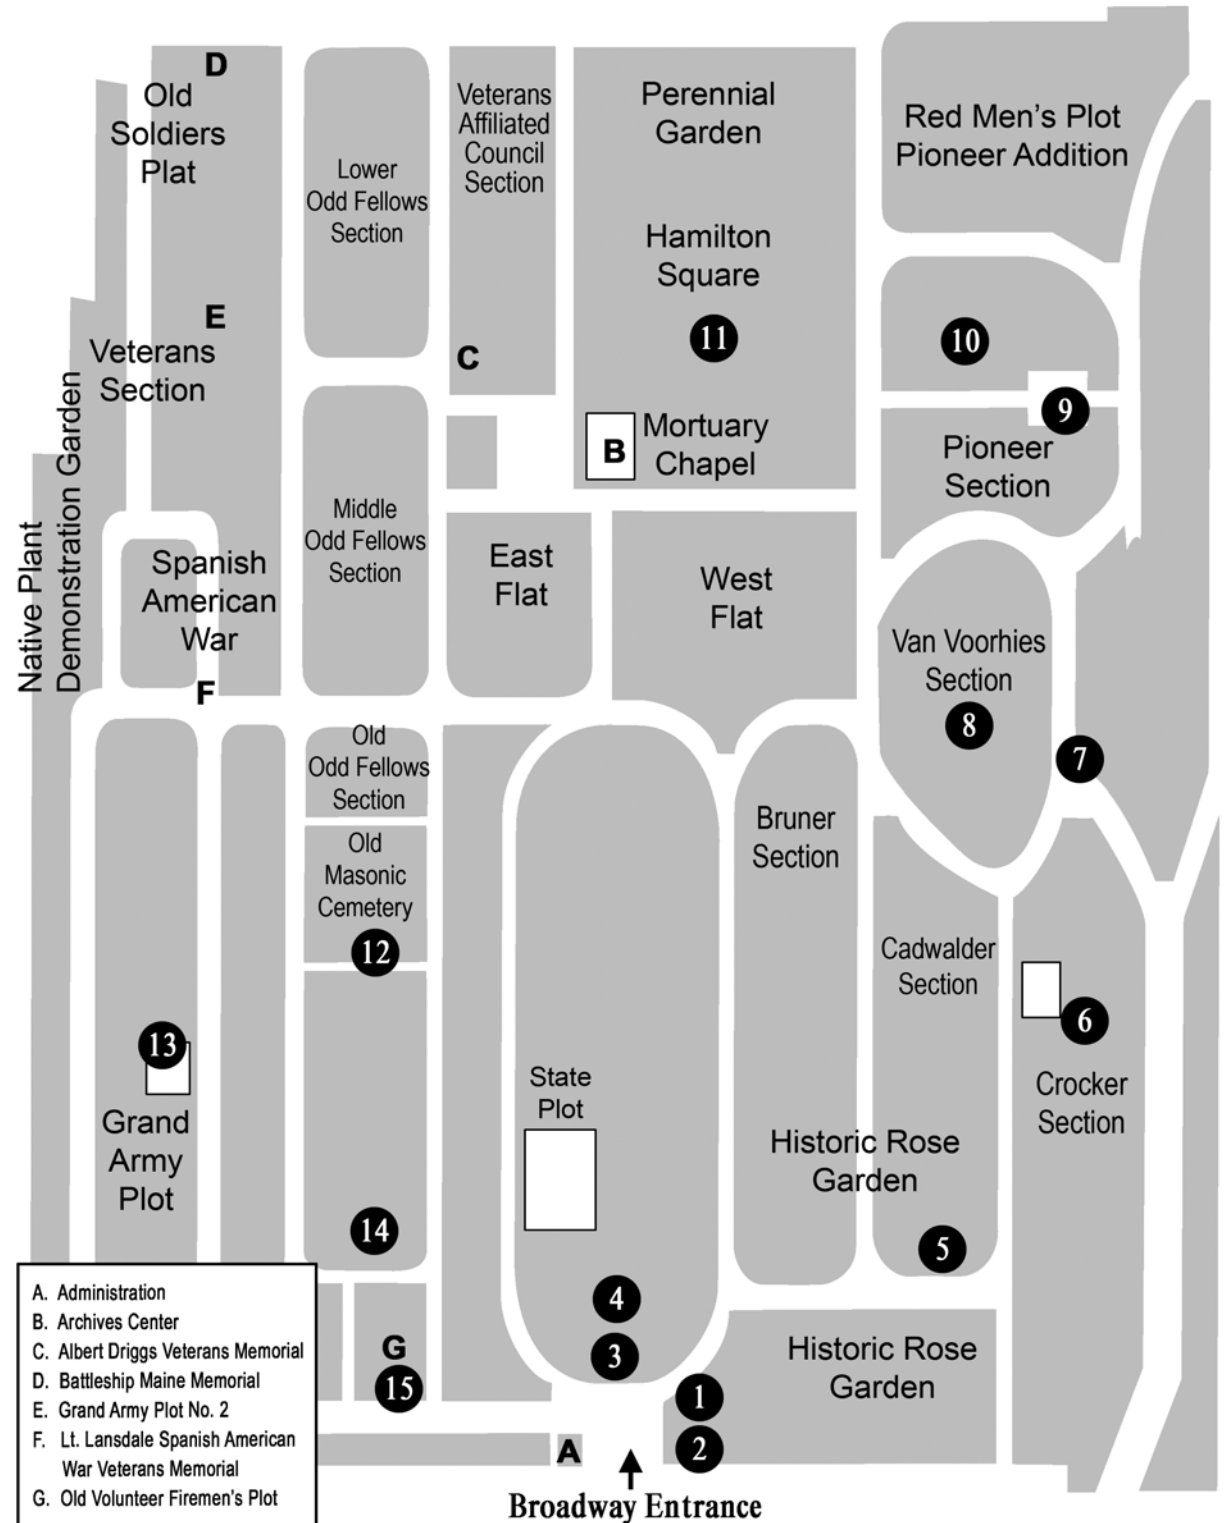 D
Old
Soldiers
Plat
Lower
Odd Fellows
Section
Veterans
Affiliated
Council
Section
Perennial
Garden
Red Men's Plot
Pioneer Addition
Hamilton
Square
11
10
E
Veterans
Section
C
9
B
Mortuary
Chapel
Pioneer
Section
Native Plant
Demonstration Garden
Spanish
American
War
F
Middle
Odd Fellows
Section
East
Flat
West
Flat
Van Voorhies
Section
8
7
Old
Odd Fellows
Section
Old
Masonic
Cemetery
12
Bruner
Section
Cadwalder
Section
6
Crocker
Section
13
Grand
Army
Plot
State
Plot
Historic Rose
Garden
14
5
4
3
G
15
Historic Rose
Garden
1
2
A
Broadway Entrance
A. Administration
B. Archives Center
C. Albert Driggs Veterans Memorial
D. Battleship Maine Memorial
E. Grand Army Plot No. 2
F. Lt. Lansdale Spanish American
War Veterans Memorial
G. Old Volunteer Firemen's Plot